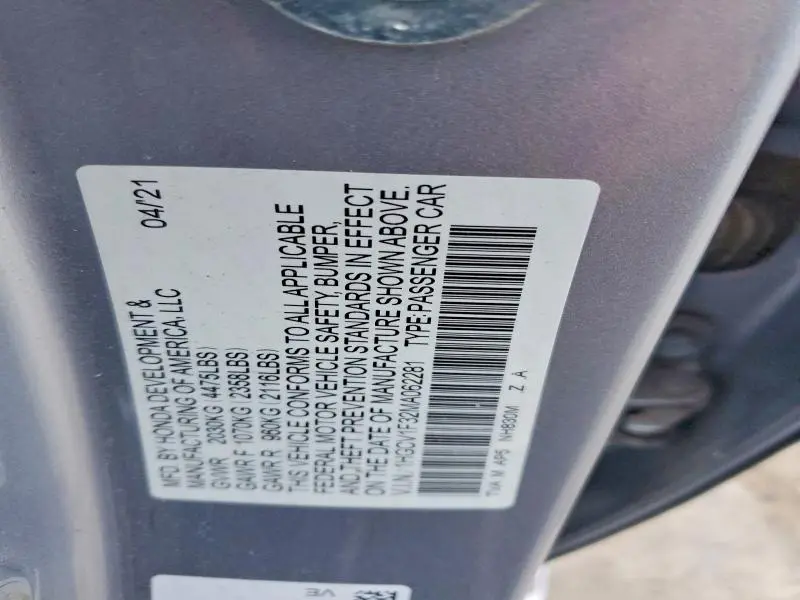 MFD. BY HONDA DEVELOPMENT & 04/21
MANUFACTURING OF AMERICA, LLC
GVWR 2030KG 4475LBS)
GAWR F 1070KG 2358LBS)
GAWR R 960KG 2116LBS)
THIS VEHICLE CONFORMS TO ALL APPLICABLE
FEDERAL MOTOR VEHICLE SAFETY, BUMPER,
AND THEFT PREVENTION STANDARDS IN EFFECT
ON THE DATE OF MANUFACTURE SHOWN ABOVE.
V.I.N. 1HGCV1F32MA062281 TYPE:PASSENGER CAR
TVA M AP5 NH830M Z A